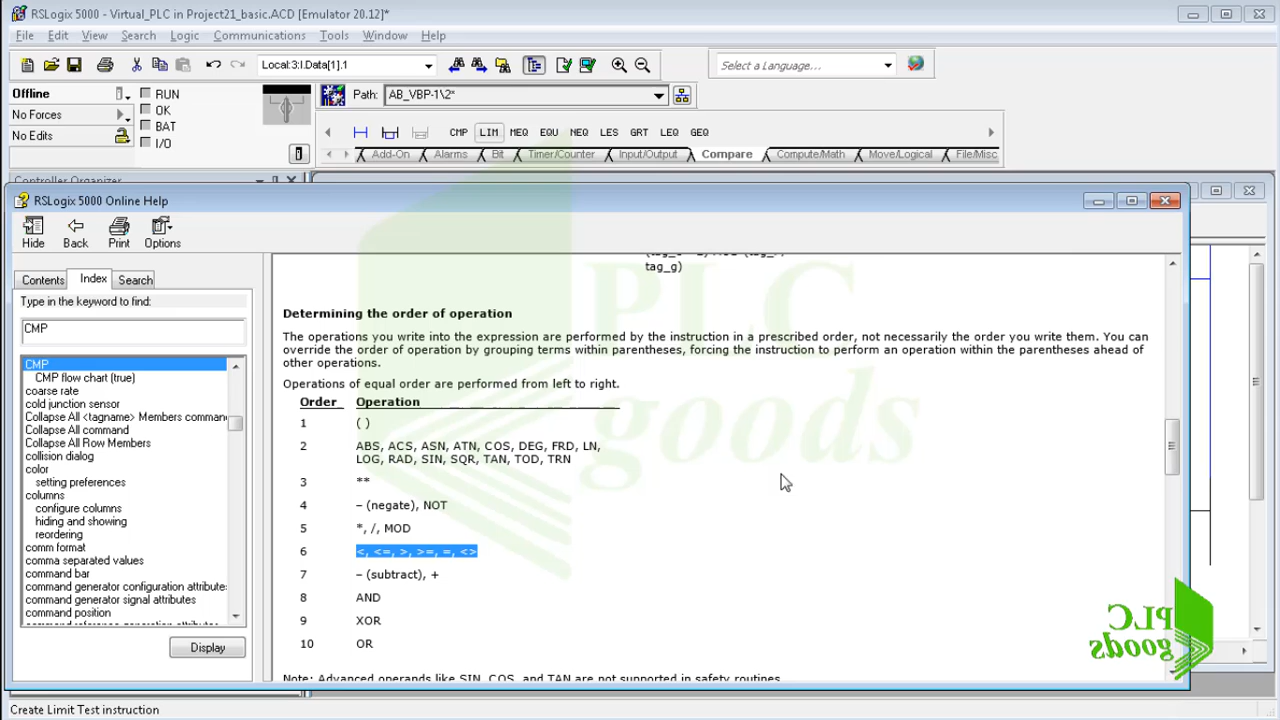 RSLogix 5000 - Virtual_PLC in Project21_basic.ACD [Emulator 20.12]*
File Edit View Search Logic Communications Tools Window Help
Local:3:I.Data[1].1
Select a Language...
Offline
RUN
No Forces
OK
No Edits
BAT
I/O
Path: AB_VBP-1\2*
CMP LIM MEQ EQU NEQ LES GRT LEQ GEQ
Add-On Alarms Bit Timer/Counter Input/Output Compare Compute/Math Move/Logical File/Misc
Controller Organizer
RSLogix 5000 Online Help
Hide Back Print Options
Contents Index Search
Type in the keyword to find:
CMP
CMP
CMP flow chart (true)
coarse rate
cold junction sensor
Collapse All <tagname> Members comman
Collapse All command
Collapse All Row Members
collision dialog
color
setting preferences
columns
configure columns
hiding and showing
reordering
comm format
comma separated values
command bar
command generator configuration attribute:
command generator signal attributes
command position
Display
tag_g)
Determining the order of operation
The operations you write into the expression are performed by the instruction in a prescribed order, not necessarily the order you write them. You can
override the order of operation by grouping terms within parentheses, forcing the instruction to perform an operation within the parentheses ahead of
other operations.
Operations of equal order are performed from left to right.
Order Operation
1 ( )
2 ABS, ACS, ASN, ATN, COS, DEG, FRD, LN,
LOG, RAD, SIN, SQR, TAN, TOD, TRN
3 **
4 – (negate), NOT
5 *, /, MOD
6 <, <=, >, >=, =, <>
7 – (subtract), +
8 AND
9 XOR
10 OR
Note: Advanced operands like SIN, COS, and TAN are not supported in safety routines
PLC
goods
PLC
goods
Create Limit Test instruction